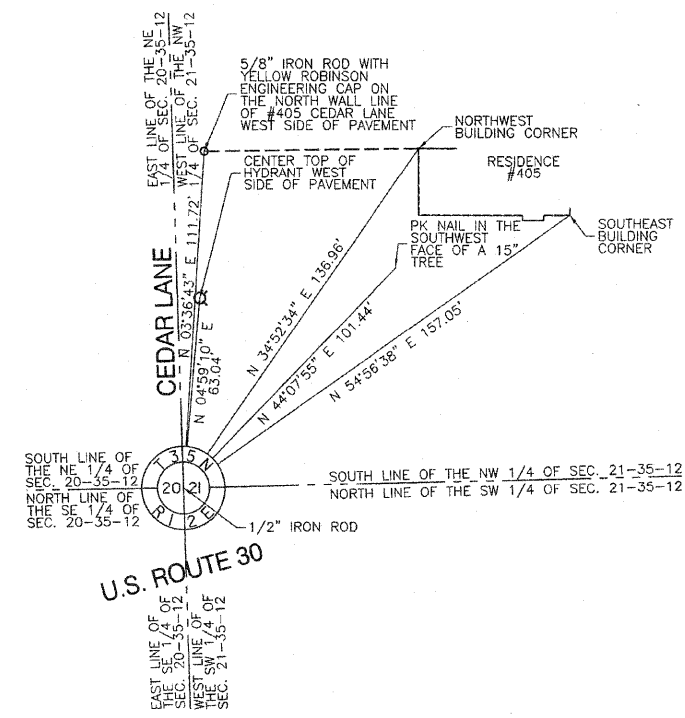 EAST LINE OF THE NE
1/4 OF SEC. 20-35-12
WEST LINE OF THE NW
1/4 OF SEC. 21-35-12
5/8" IRON ROD WITH
YELLOW ROBINSON
ENGINEERING CAP ON
THE NORTH WALL LINE
OF #405 CEDAR LANE
WEST SIDE OF PAVEMENT
NORTHWEST
BUILDING CORNER
CENTER TOP OF
HYDRANT WEST
SIDE OF PAVEMENT
RESIDENCE
#405
PK NAIL IN THE
SOUTHWEST
FACE OF A 15"
TREE
SOUTHEAST
BUILDING
CORNER
CEDAR LANE
N 03°36'43" E 111.72'
N 04°59'10" E
63.04'
N 34°52'34" E 136.96'
N 44°07'55" E 101.44'
N 54°56'38" E 157.05'
SOUTH LINE OF
THE NE 1/4 OF
SEC. 20-35-12
NORTH LINE OF
THE SE 1/4 OF
SEC. 20-35-12
T35N
20 21
R12E
SOUTH LINE OF THE NW 1/4 OF SEC. 21-35-12
NORTH LINE OF THE SW 1/4 OF SEC. 21-35-12
1/2" IRON ROD
U.S. ROUTE 30
EAST LINE OF
THE SE 1/4 OF
SEC. 20-35-12
WEST LINE OF
THE SW 1/4 OF
SEC. 21-35-12